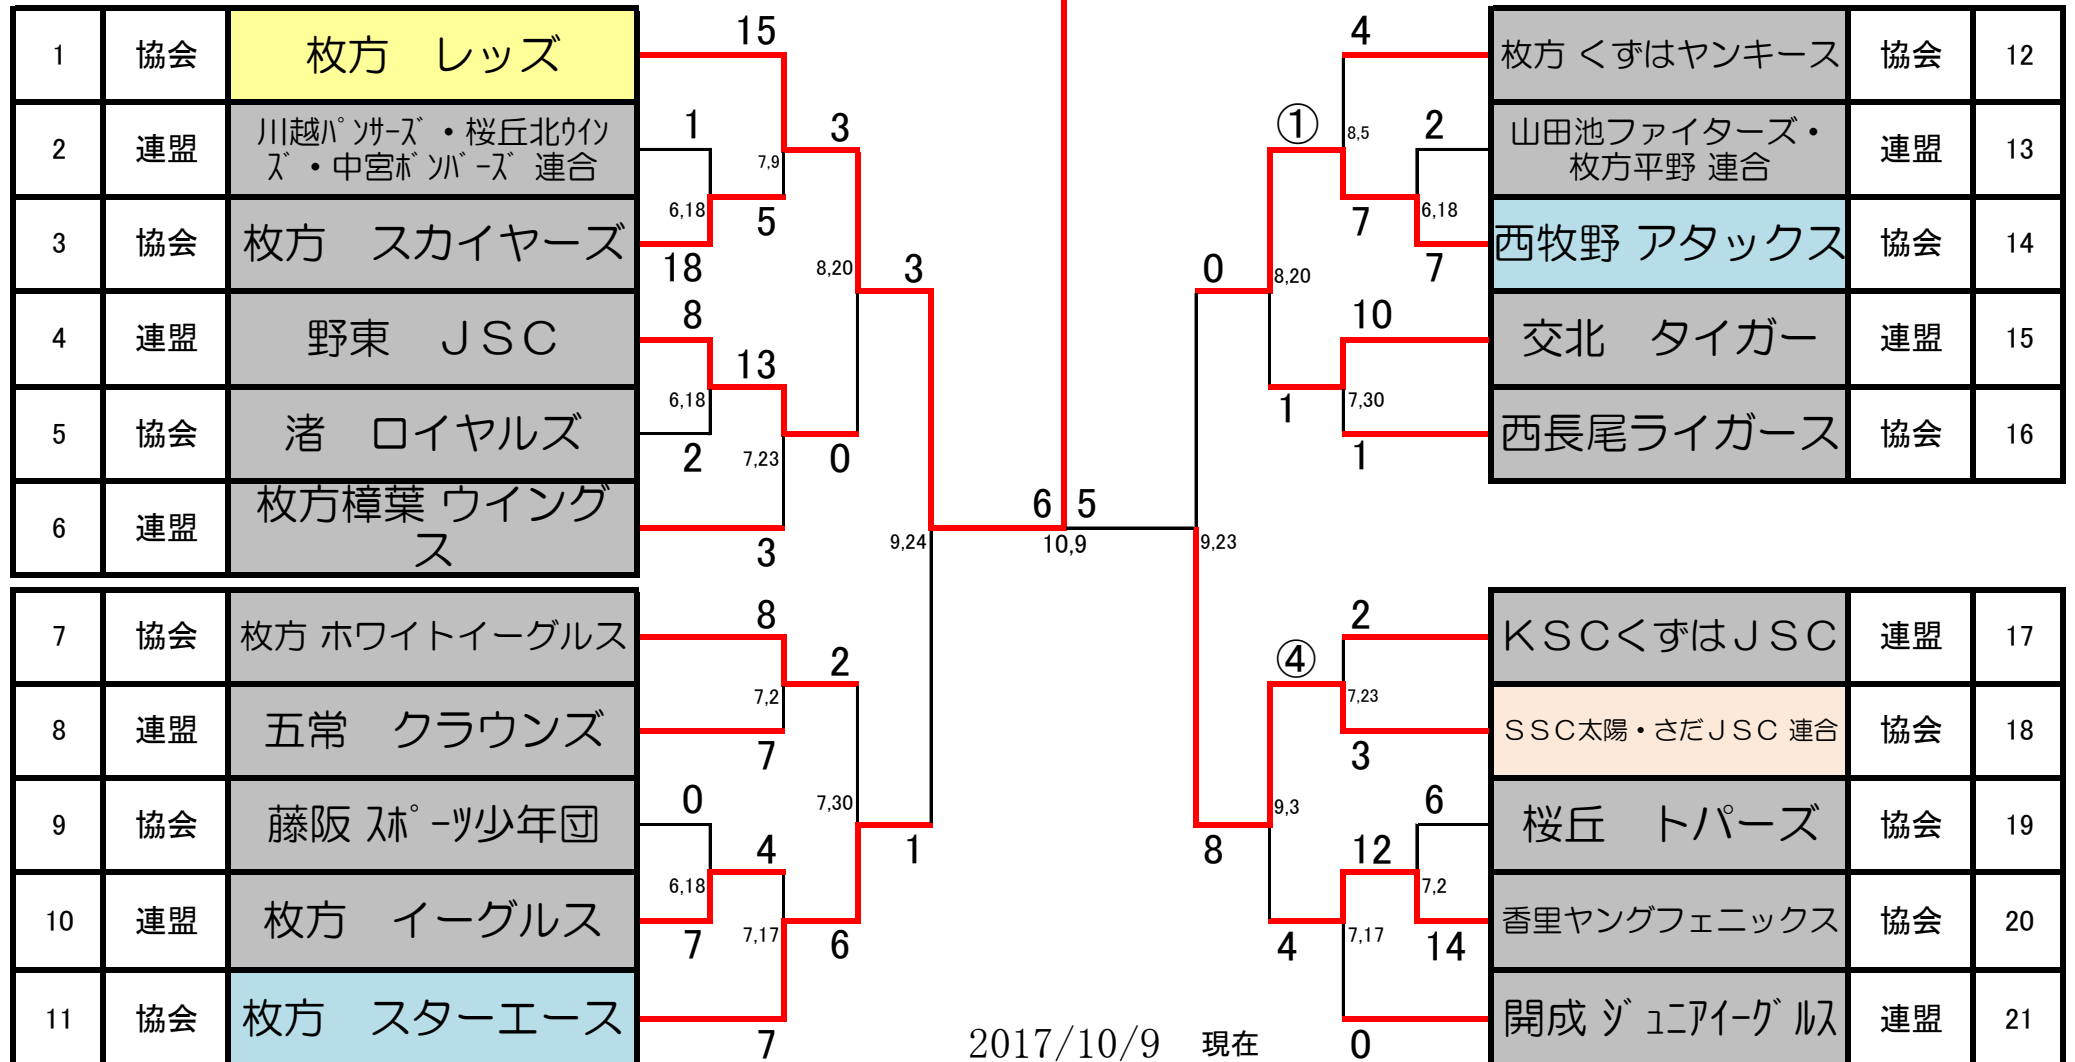 1 協会 枚方　レッズ
2 連盟 川越ﾊﾟﾝｻｰｽﾞ・桜丘北ｳｲﾝ
ｽﾞ・中宮ﾎﾞﾝﾊﾞｰｽﾞ 連合
3 協会 枚方　スカイヤーズ
4 連盟 野東　ＪＳＣ
5 協会 渚　ロイヤルズ
6 連盟 枚方樟葉 ウイング
ス
7 協会 枚方 ホワイトイーグルス
8 連盟 五常　クラウンズ
9 協会 藤阪 ｽﾎﾟｰﾂ少年団
10 連盟 枚方　イーグルス
11 協会 枚方　スターエース
15
1
7,9
3
6,18
5
18
8,20
3
8
13
6,18
2
7,23
0
3
9,24
8
2
7,2
7
0
7,30
4
1
6,18
7
7,17
6
7
6 5
10,9
4
①
8,5
2
7
6,18
7
0
8,20
10
1
7,30
1
9,23
2
④
7,23
3
9,3
6
8
12
7,2
4
7,17
14
0
枚方 くずはヤンキース 協会 12
山田池ファイターズ・
枚方平野 連合 連盟 13
西牧野 アタックス 協会 14
交北　タイガー 連盟 15
西長尾ライガース 協会 16
ＫＳＣくずはＪＳＣ 連盟 17
ＳＳＣ太陽・さだＪＳＣ 連合 協会 18
桜丘　トパーズ 協会 19
香里ヤングフェニックス 協会 20
開成 ｼﾞｭﾆｱｲｰｸﾞﾙｽ 連盟 21
2017/10/9 現在